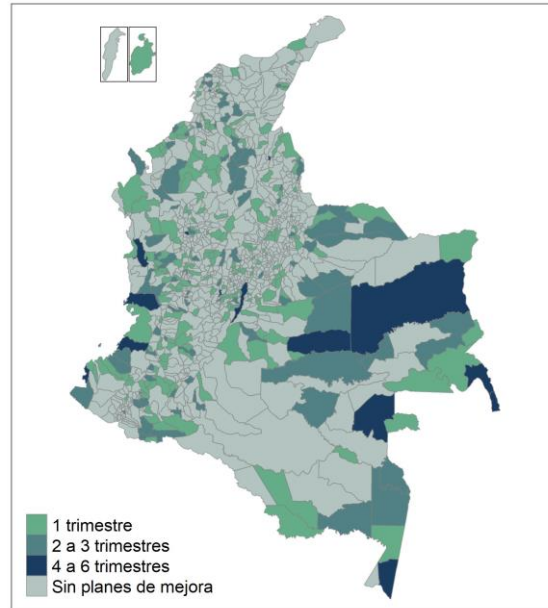 1 trimestre
2 a 3 trimestres
4 a 6 trimestres
Sin planes de mejora